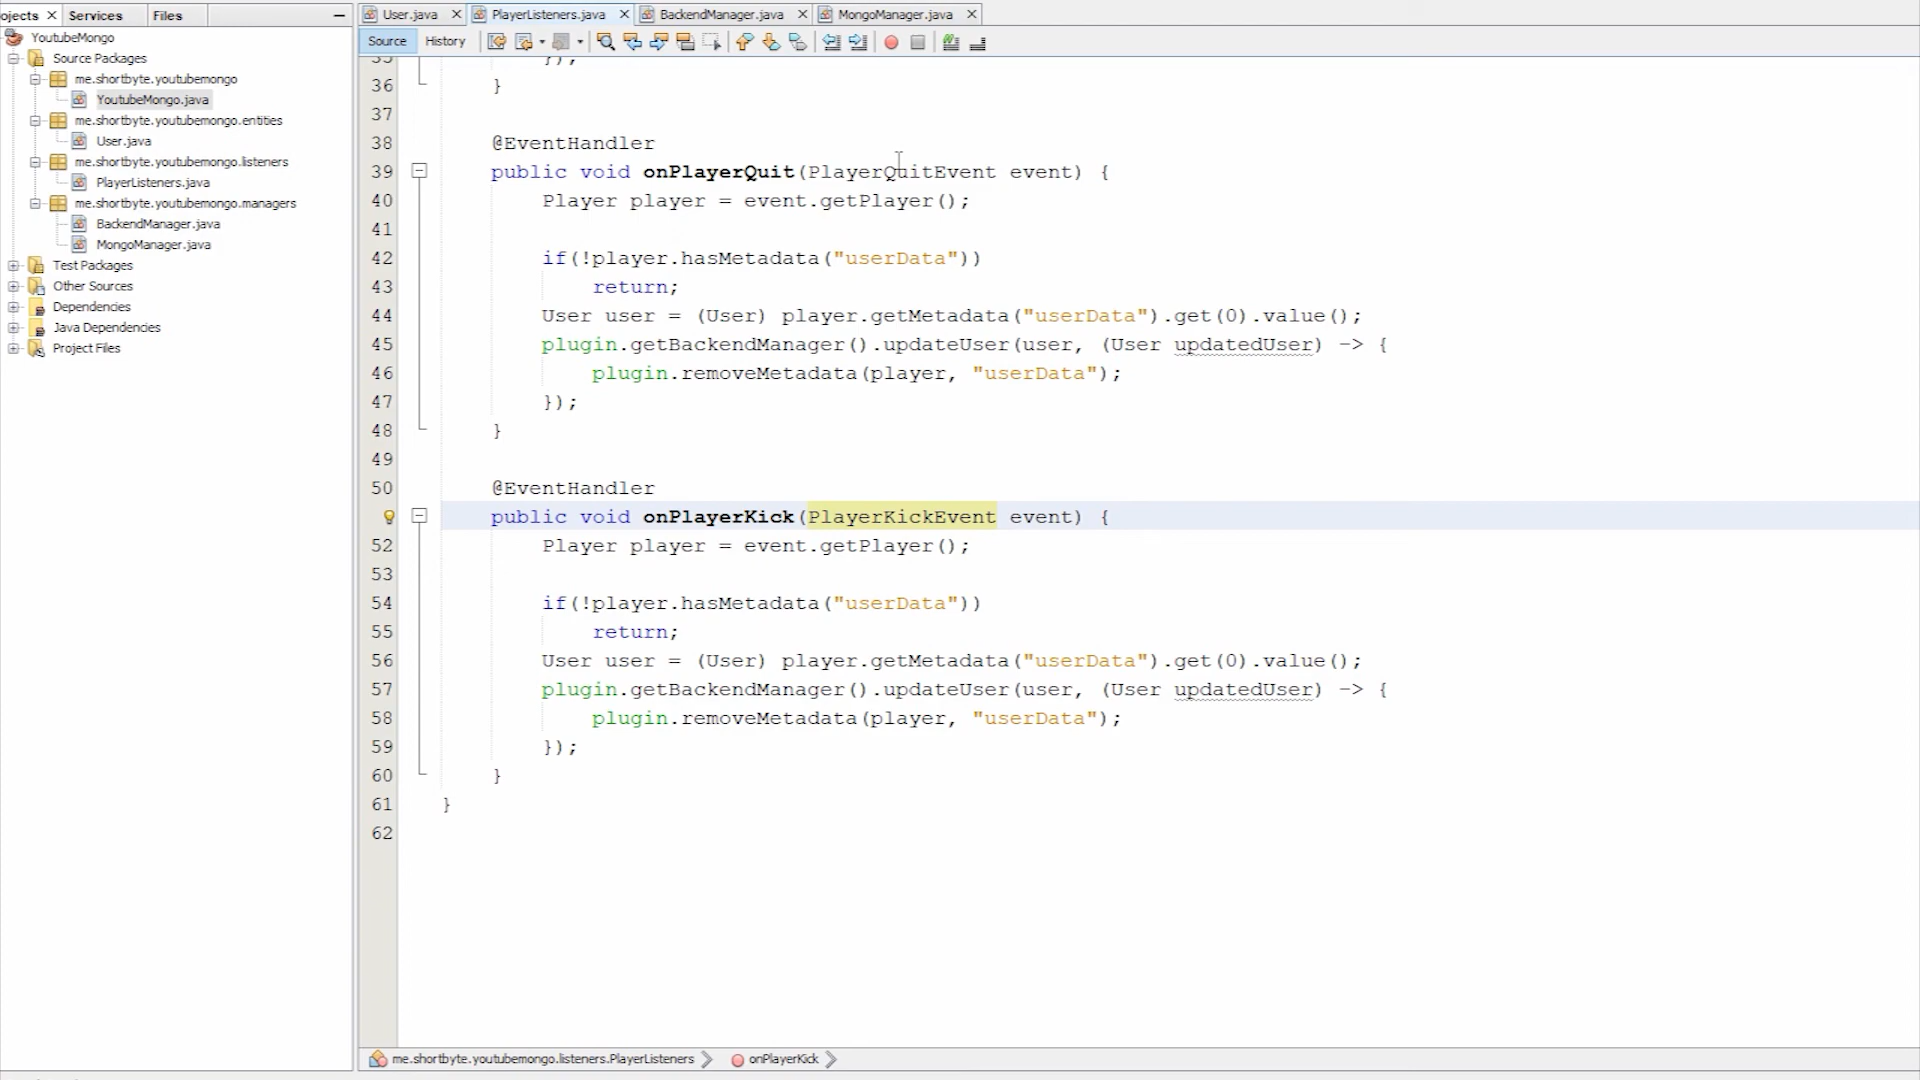 ojects
Services
Files
YoutubeMongo
Source Packages
me.shortbyte.youtubemongo
YoutubeMongo.java
me.shortbyte.youtubemongo.entities
User.java
me.shortbyte.youtubemongo.listeners
PlayerListeners.java
me.shortbyte.youtubemongo.managers
BackendManager.java
MongoManager.java
Test Packages
Other Sources
Dependencies
Java Dependencies
Project Files
User.java
PlayerListeners.java
BackendManager.java
MongoManager.java
Source
History
35 });
36 }
37
38 @EventHandler
39 public void onPlayerQuit(PlayerQuitEvent event) {
40 Player player = event.getPlayer();
41
42 if(!player.hasMetadata("userData"))
43 return;
44 User user = (User) player.getMetadata("userData").get(0).value();
45 plugin.getBackendManager().updateUser(user, (User updatedUser) -> {
46 plugin.removeMetadata(player, "userData");
47 });
48 }
49
50 @EventHandler
public void onPlayerKick(PlayerKickEvent event) {
52 Player player = event.getPlayer();
53
54 if(!player.hasMetadata("userData"))
55 return;
56 User user = (User) player.getMetadata("userData").get(0).value();
57 plugin.getBackendManager().updateUser(user, (User updatedUser) -> {
58 plugin.removeMetadata(player, "userData");
59 });
60 }
61 }
62
me.shortbyte.youtubemongo.listeners.PlayerListeners
onPlayerKick